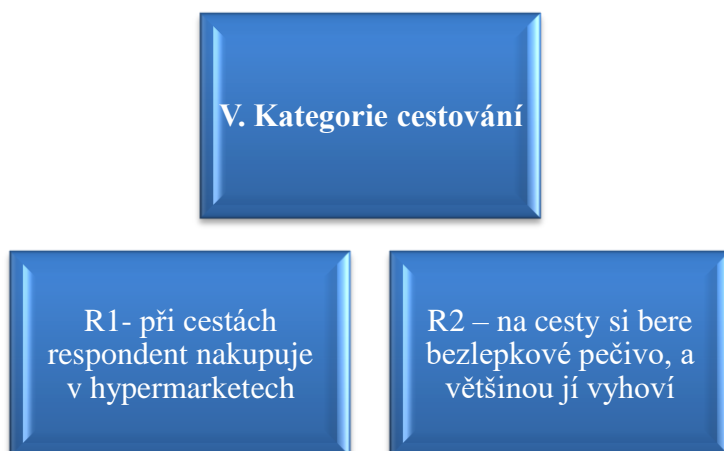 V. Kategorie cestování
R1- při cestách
respondent nakupuje
v hypermarketech
R2 – na cesty si bere
bezlepkové pečivo, a
většinou jí vyhoví